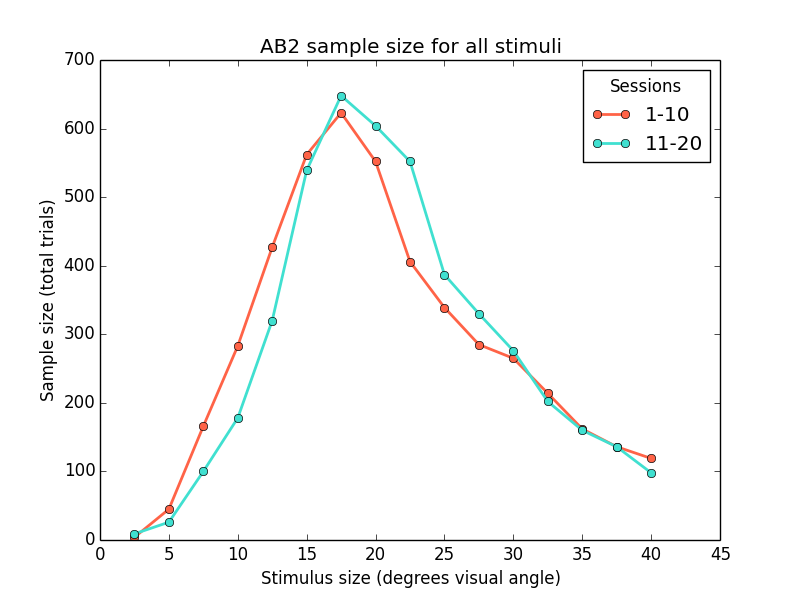 AB2 sample size for all stimuli
700
600
500
400
300
200
100
0
Sample size (total trials)
Sessions
1-10
11-20
0 5 10 15 20 25 30 35 40 45
Stimulus size (degrees visual angle)